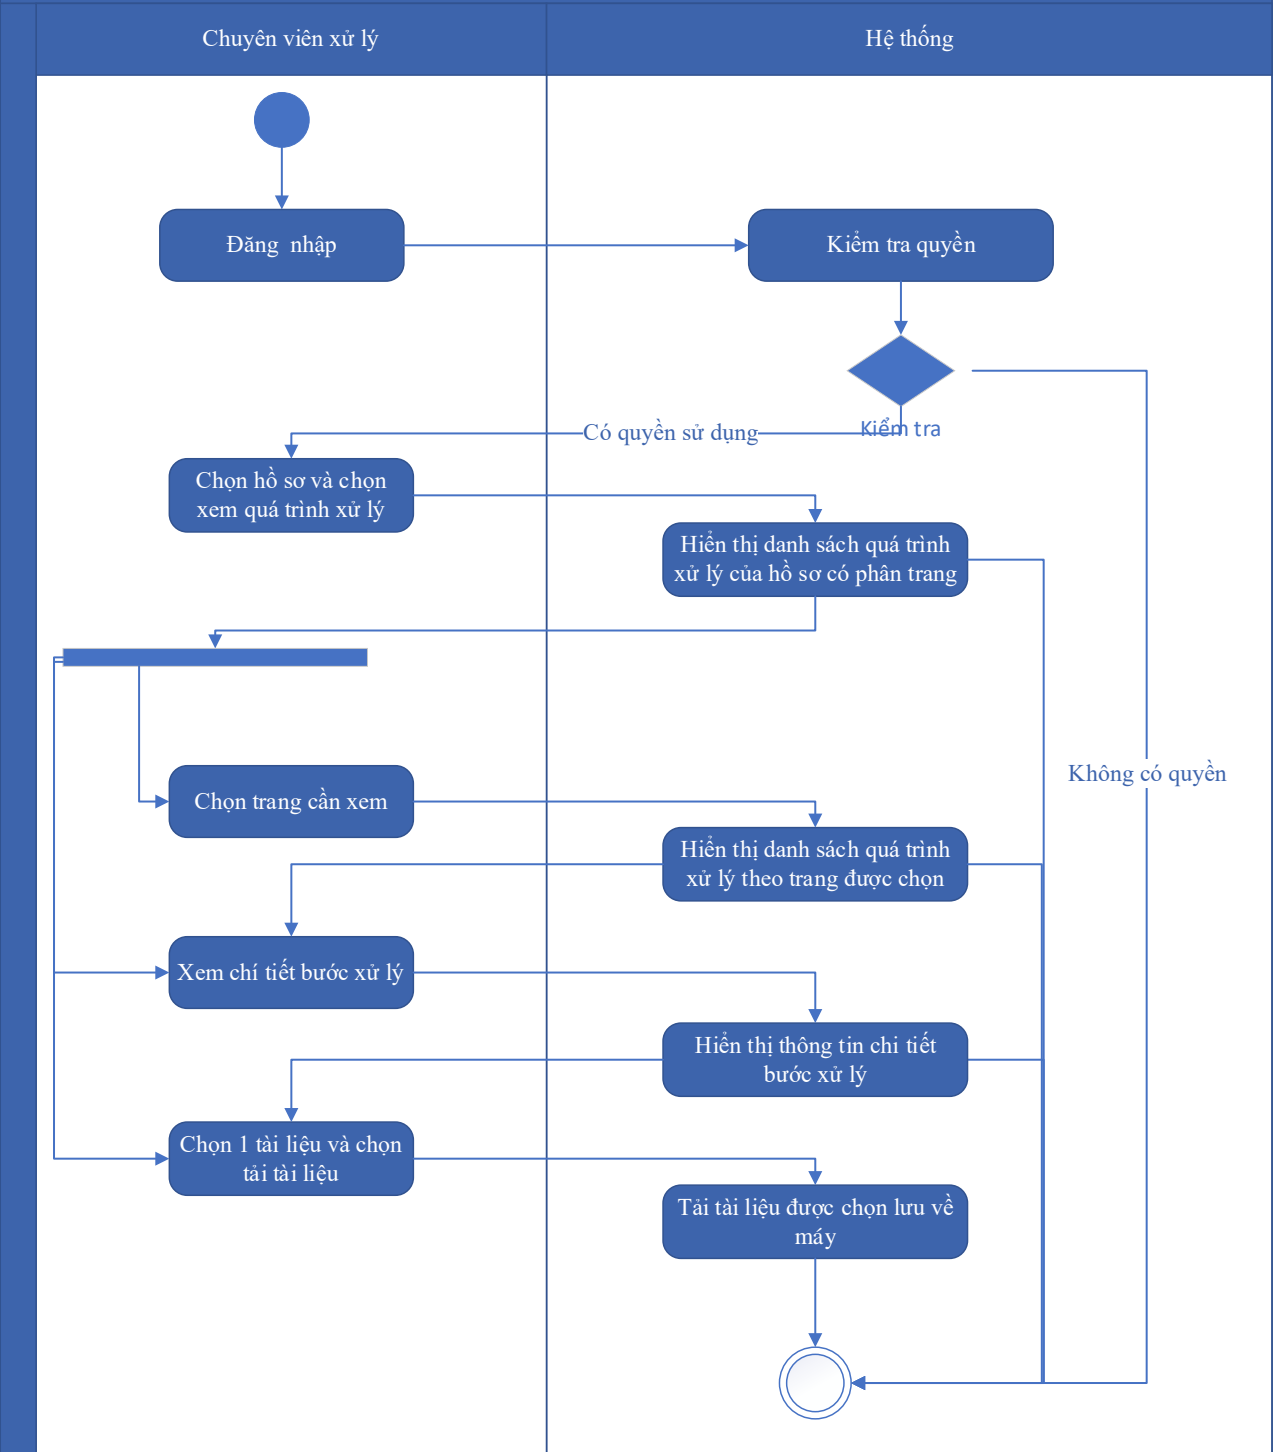 Chuyên viên xử lý
Hệ thống
Đăng nhập
Kiểm tra quyền
Kiểm tra
Có quyền sử dụng
Chọn hồ sơ và chọn
xem quá trình xử lý
Hiển thị danh sách quá trình
xử lý của hồ sơ có phân trang
Không có quyền
Chọn trang cần xem
Hiển thị danh sách quá trình
xử lý theo trang được chọn
Xem chí tiết bước xử lý
Hiển thị thông tin chi tiết
bước xử lý
Chọn 1 tài liệu và chọn
tải tài liệu
Tải tài liệu được chọn lưu về
máy